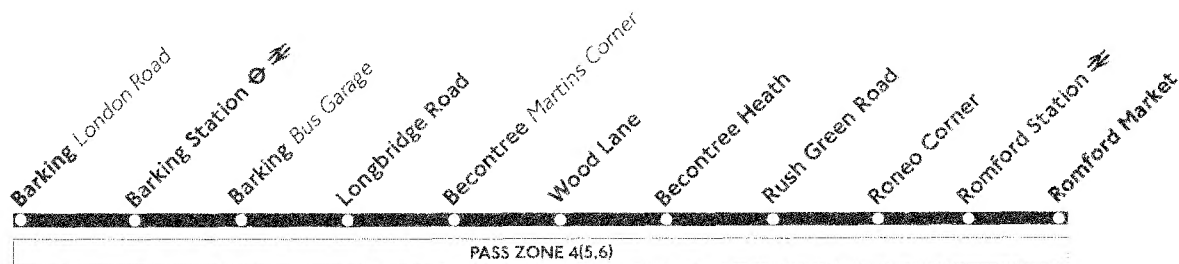 Barking London Road
Barking Station
Barking Bus Garage
Longbridge Road
Becontree Martins Corner
Wood Lane
Becontree Heath
Rush Green Road
Roneo Corner
Romford Station
Romford Market
PASS ZONE 4(5,6)